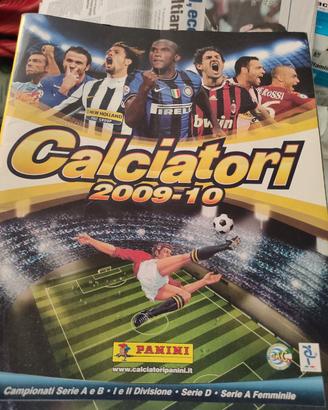 NEW HOLLAND
PIRELLI
bwin
Calciatori
2009-10
PANINI
www.calciatoripanini.it
Campionati Serie A e B • I e II Divisione • Serie D • Serie A Femminile